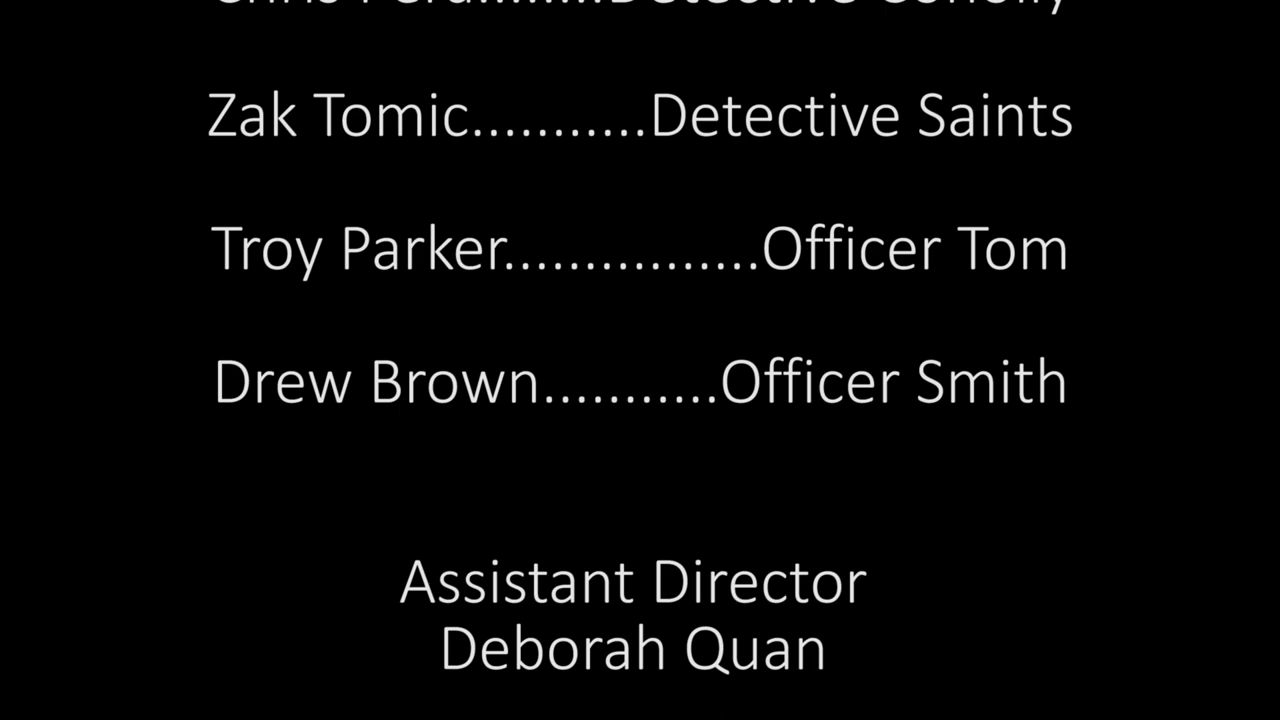 Zak Tomic...........Detective Saints
Troy Parker................Officer Tom
Drew Brown...........Officer Smith
Assistant Director
Deborah Quan